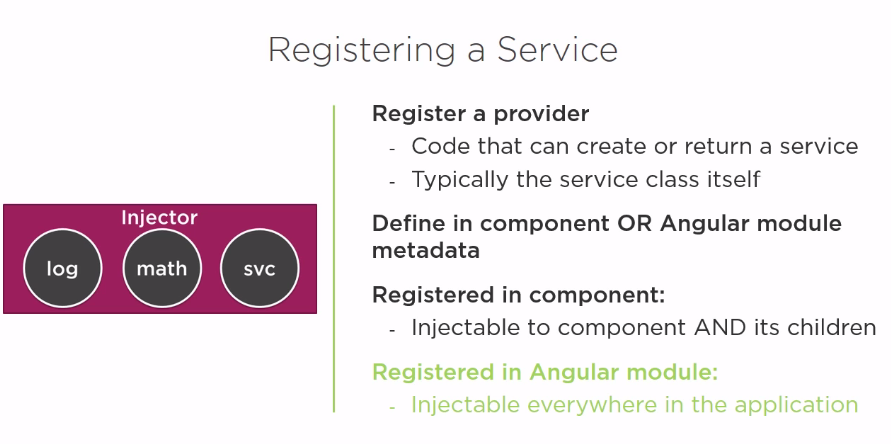 Registering a Service
Injector
log
math
svc
Register a provider
- Code that can create or return a service
- Typically the service class itself
Define in component OR Angular module
metadata
Registered in component:
- Injectable to component AND its children
Registered in Angular module:
- Injectable everywhere in the application